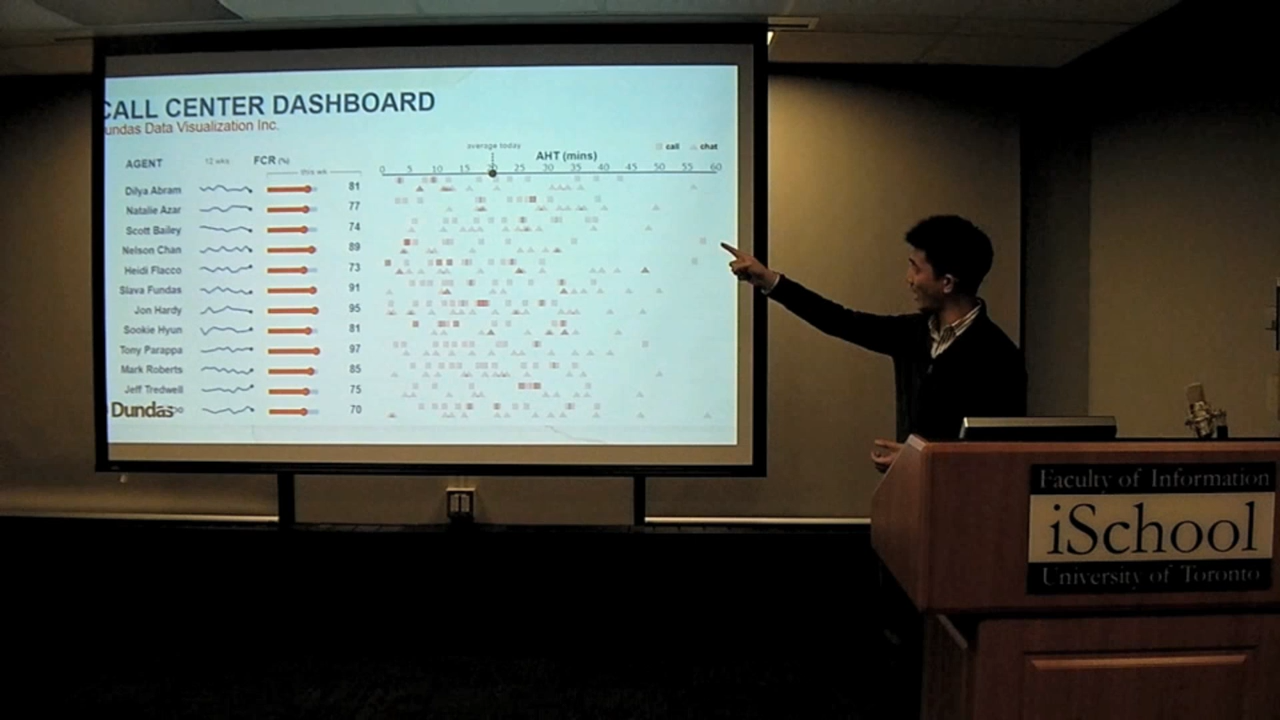 CALL CENTER DASHBOARD
undas Data Visualization Inc.
average today
call chat
AGENT 12 wks FCR (%) AHT (mins)
this wk
0 5 10 15 20 25 30 35 40 45 50 55 60
Dilya Abram 81
Natalie Azar 77
Scott Bailey 74
Nelson Chan 89
Heidi Flacco 73
Slava Fundas 91
Jon Hardy 95
Sookie Hyun 81
Tony Parappa 97
Mark Roberts 85
Jeff Tredwell 75
Dundas 70
Faculty of Information
iSchool
University of Toronto